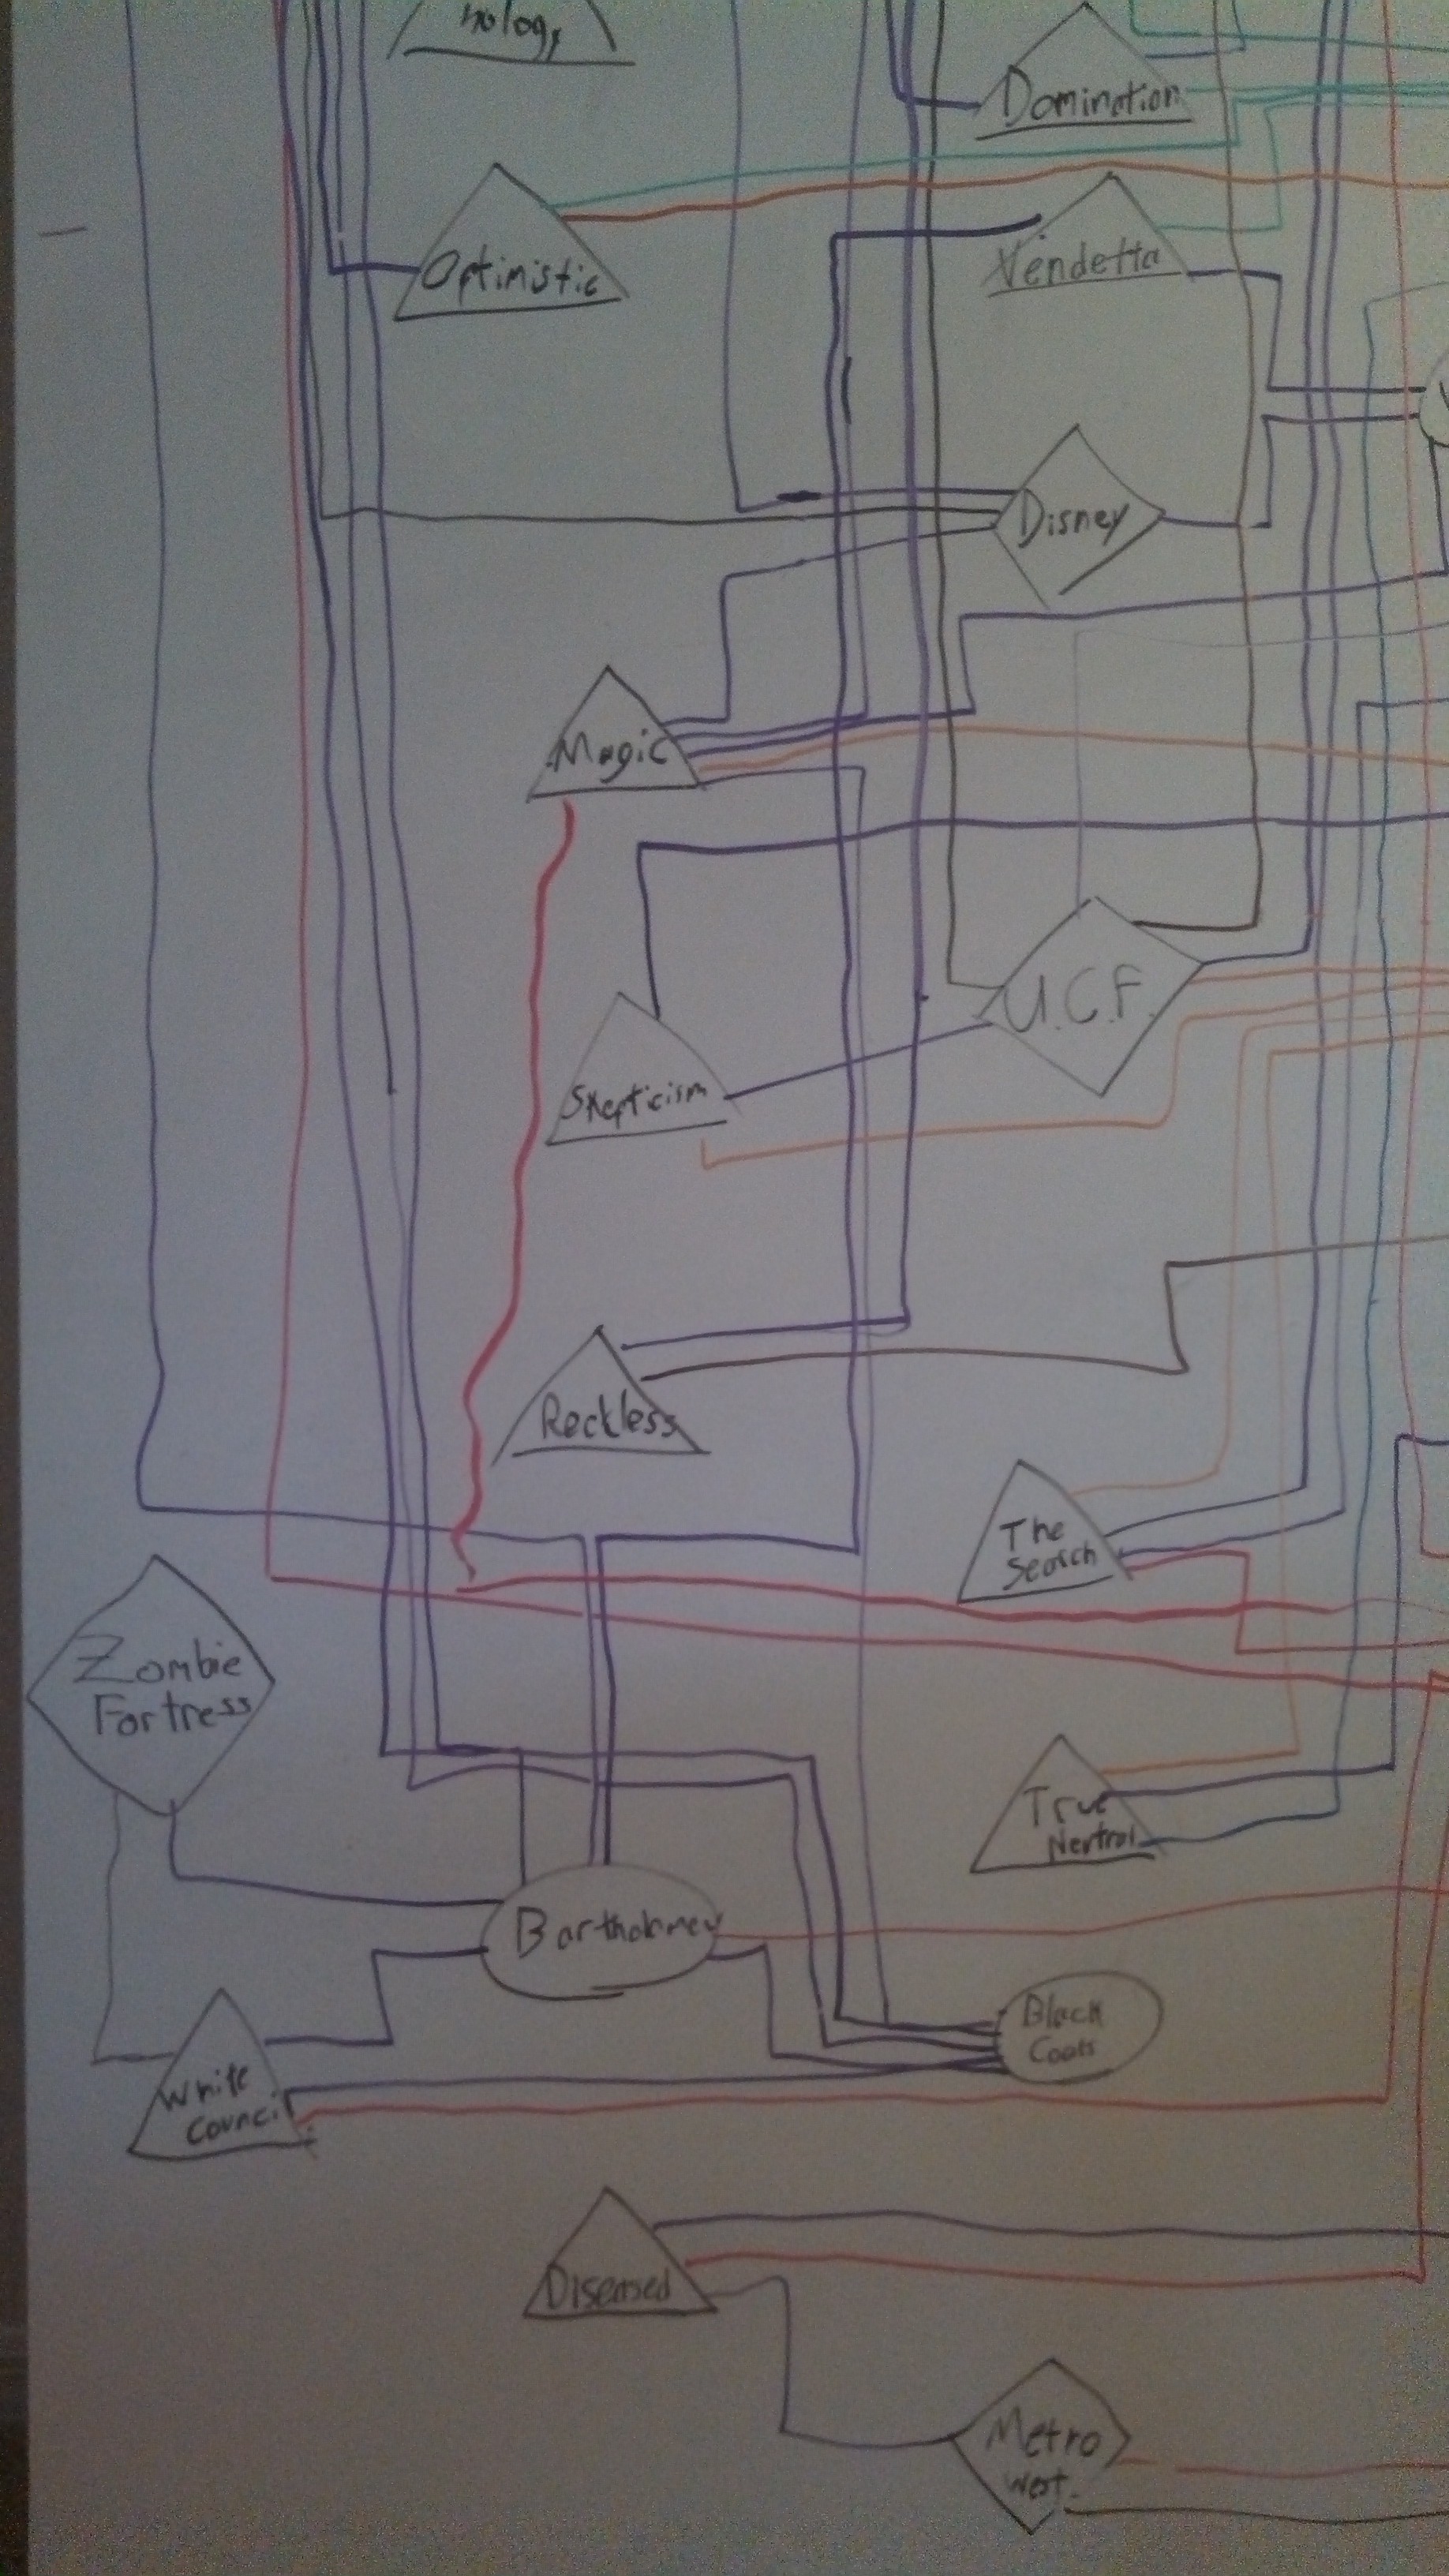 nology
Domination
Optimistic
Vendetta
Disney
Magic
U.C.F.
Skepticism
Reckless
The
Search
Zombie
Fortress
True
Nertral
Bartholomew
Black
Coats
White
Council
Diseased
Metro
West.